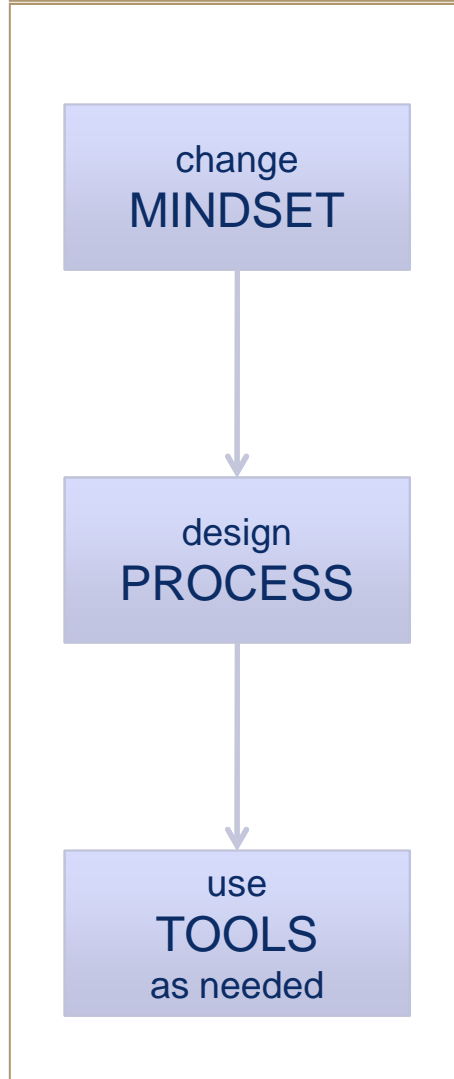 change
MINDSET
design
PROCESS
use
TOOLS
as needed